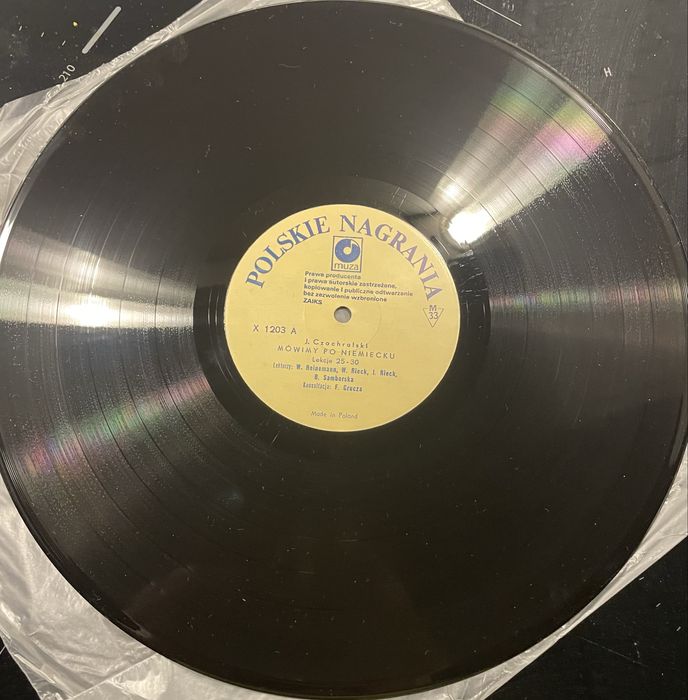 210
H
POLSKIE NAGRANIA
muza
Prawa producenta
i prawa autorskie zastrzeżone,
kopiowanie i publiczne odtwarzanie
bez zezwolenia wzbronione
ZAIKS
M
33
X 1203 A
J. Czochralski
MÓWIMY PO NIEMIECKU
Lekcje 25-30
Lektorzy: W. Heinemann, W. Rieck, I. Rieck,
B. Samborska
Konsultacja: F. Grucza
Made in Poland